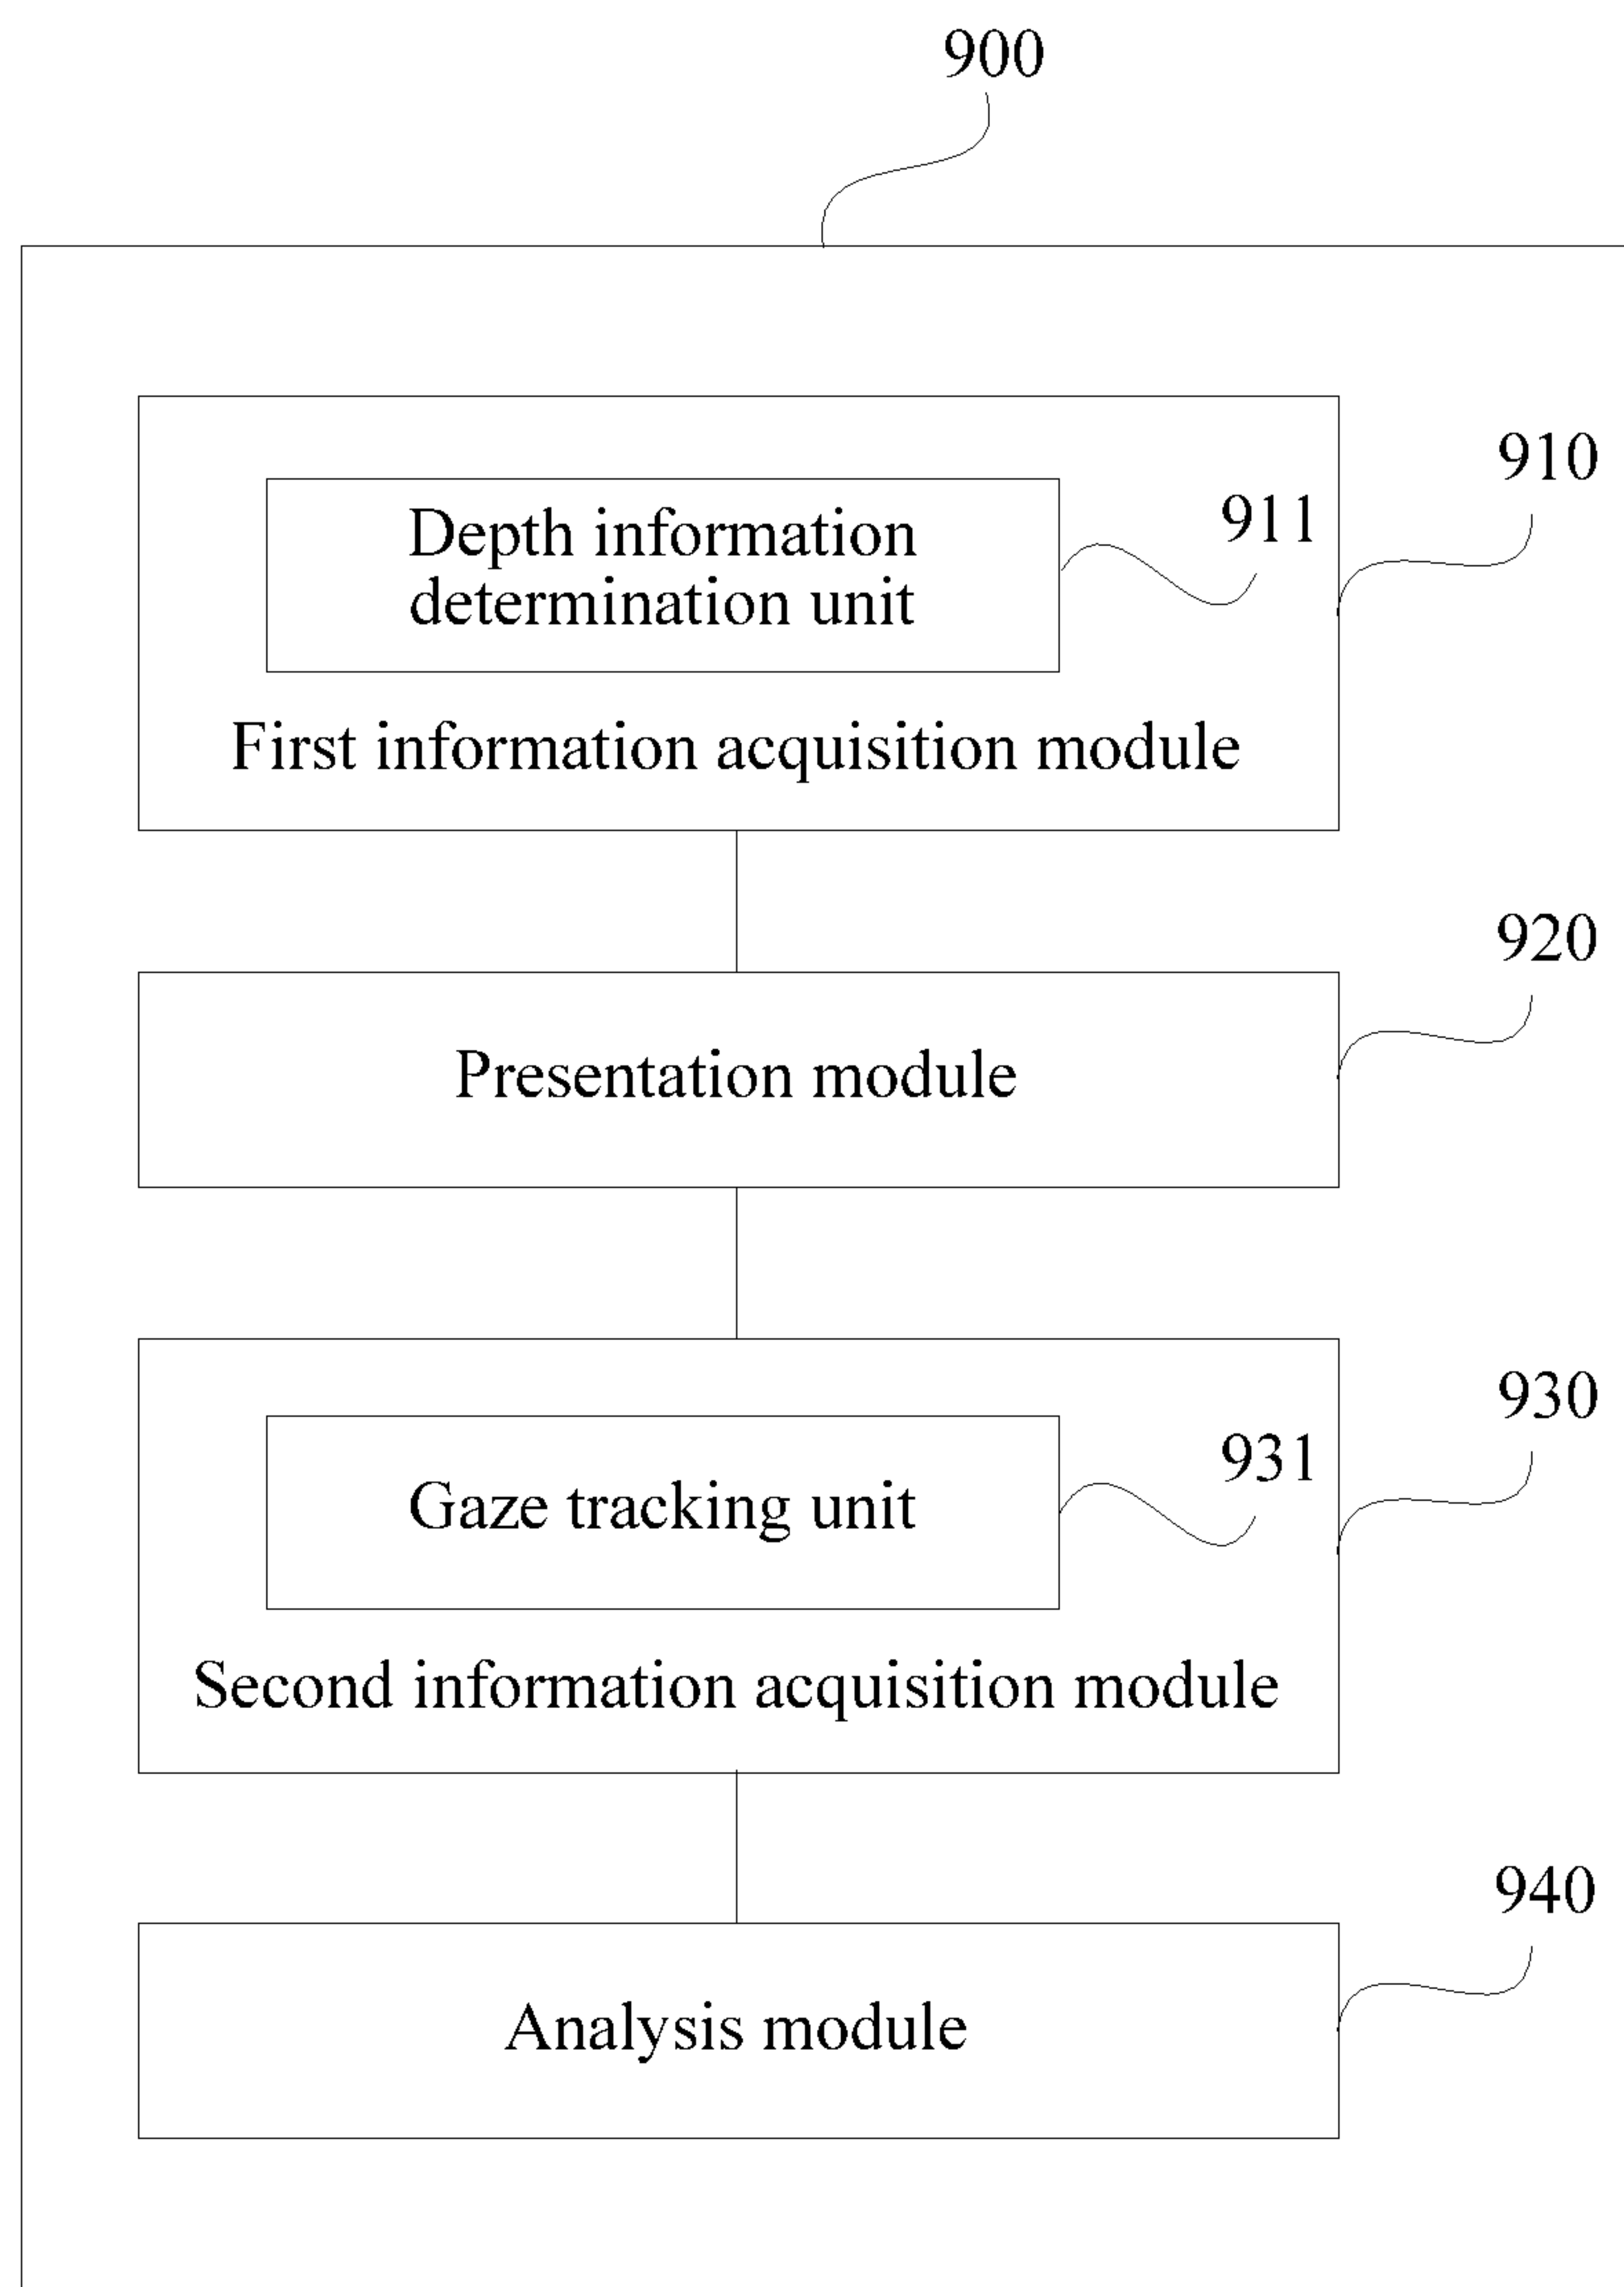 900
910
Depth information
911
determination unit
First information acquisition module
920
Presentation module
930
931
Gaze tracking unit
Second information acquisition module
940
Analysis module